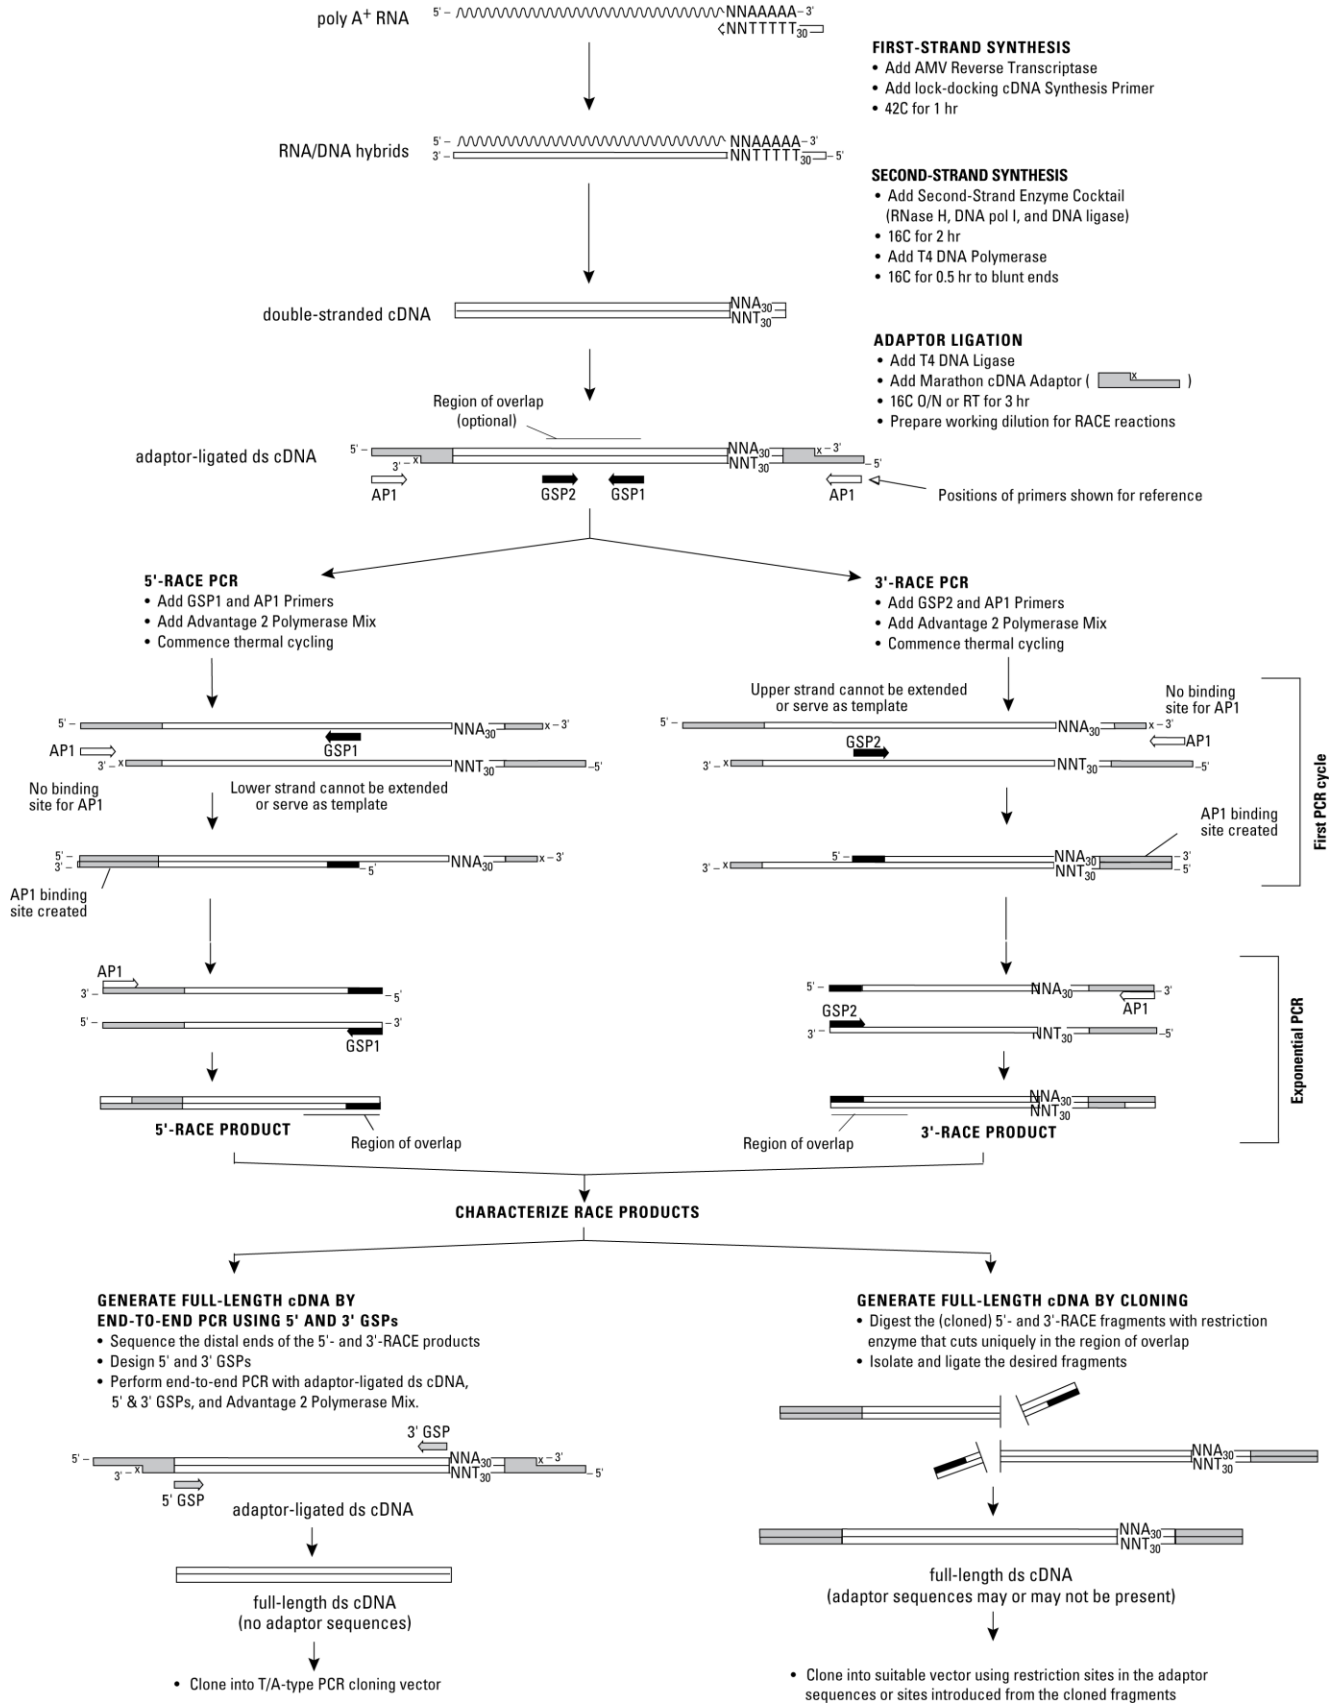 poly A+ RNA
5' – NNAAAAA – 3'
NNTTTTT30
FIRST-STRAND SYNTHESIS
• Add AMV Reverse Transcriptase
• Add lock-docking cDNA Synthesis Primer
• 42C for 1 hr
RNA/DNA hybrids
5' – NNAAAAA – 3'
3' – NNTTTTT30 – 5'
SECOND-STRAND SYNTHESIS
• Add Second-Strand Enzyme Cocktail
(RNase H, DNA pol I, and DNA ligase)
• 16C for 2 hr
• Add T4 DNA Polymerase
• 16C for 0.5 hr to blunt ends
double-stranded cDNA
NNA30
NNT30
ADAPTOR LIGATION
• Add T4 DNA Ligase
• Add Marathon cDNA Adaptor ( x )
• 16C O/N or RT for 3 hr
• Prepare working dilution for RACE reactions
Region of overlap
(optional)
adaptor-ligated ds cDNA
5' – NNA30 x – 3'
3' – x NNT30 – 5'
AP1 GSP2 GSP1 AP1
Positions of primers shown for reference
5'-RACE PCR
• Add GSP1 and AP1 Primers
• Add Advantage 2 Polymerase Mix
• Commence thermal cycling
5' – NNA30 x – 3'
AP1 GSP1
3' – x NNT30 –5'
No binding
site for AP1
Lower strand cannot be extended
or serve as template
5' – NNA30 x – 3'
3' – – 5'
AP1 binding
site created
AP1
3' – – 5'
5' – – 3'
GSP1
5'-RACE PRODUCT
Region of overlap
3'-RACE PCR
• Add GSP2 and AP1 Primers
• Add Advantage 2 Polymerase Mix
• Commence thermal cycling
Upper strand cannot be extended
or serve as template
No binding
site for AP1
5' – NNA30 x – 3'
GSP2 AP1
3' – x NNT30 –5'
AP1 binding
site created
5' – NNA30 – 3'
3' – x NNT30 – 5'
First PCR cycle
5' – NNA30 – 3'
GSP2 AP1
3' – NNT30 –5'
NNA30
NNT30
3'-RACE PRODUCT
Region of overlap
Exponential PCR
CHARACTERIZE RACE PRODUCTS
GENERATE FULL-LENGTH cDNA BY
END-TO-END PCR USING 5' AND 3' GSPs
• Sequence the distal ends of the 5'- and 3'-RACE products
• Design 5' and 3' GSPs
• Perform end-to-end PCR with adaptor-ligated ds cDNA,
5' & 3' GSPs, and Advantage 2 Polymerase Mix.
3' GSP
5' – NNA30 x – 3'
3' – x NNT30 – 5'
5' GSP
adaptor-ligated ds cDNA
full-length ds cDNA
(no adaptor sequences)
• Clone into T/A-type PCR cloning vector
GENERATE FULL-LENGTH cDNA BY CLONING
• Digest the (cloned) 5'- and 3'-RACE fragments with restriction
enzyme that cuts uniquely in the region of overlap
• Isolate and ligate the desired fragments
NNA30
NNT30
NNA30
NNT30
full-length ds cDNA
(adaptor sequences may or may not be present)
• Clone into suitable vector using restriction sites in the adaptor
sequences or sites introduced from the cloned fragments